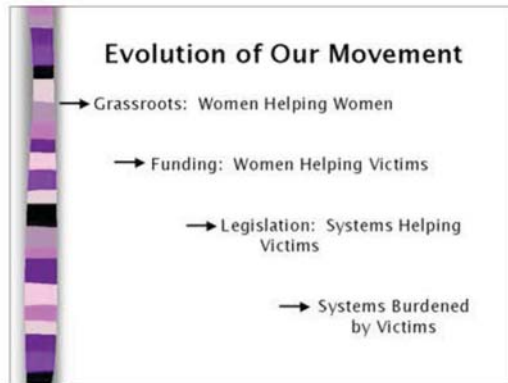 Evolution of Our Movement
Grassroots: Women Helping Women
Funding: Women Helping Victims
Legislation: Systems Helping
Victims
Systems Burdened
by Victims